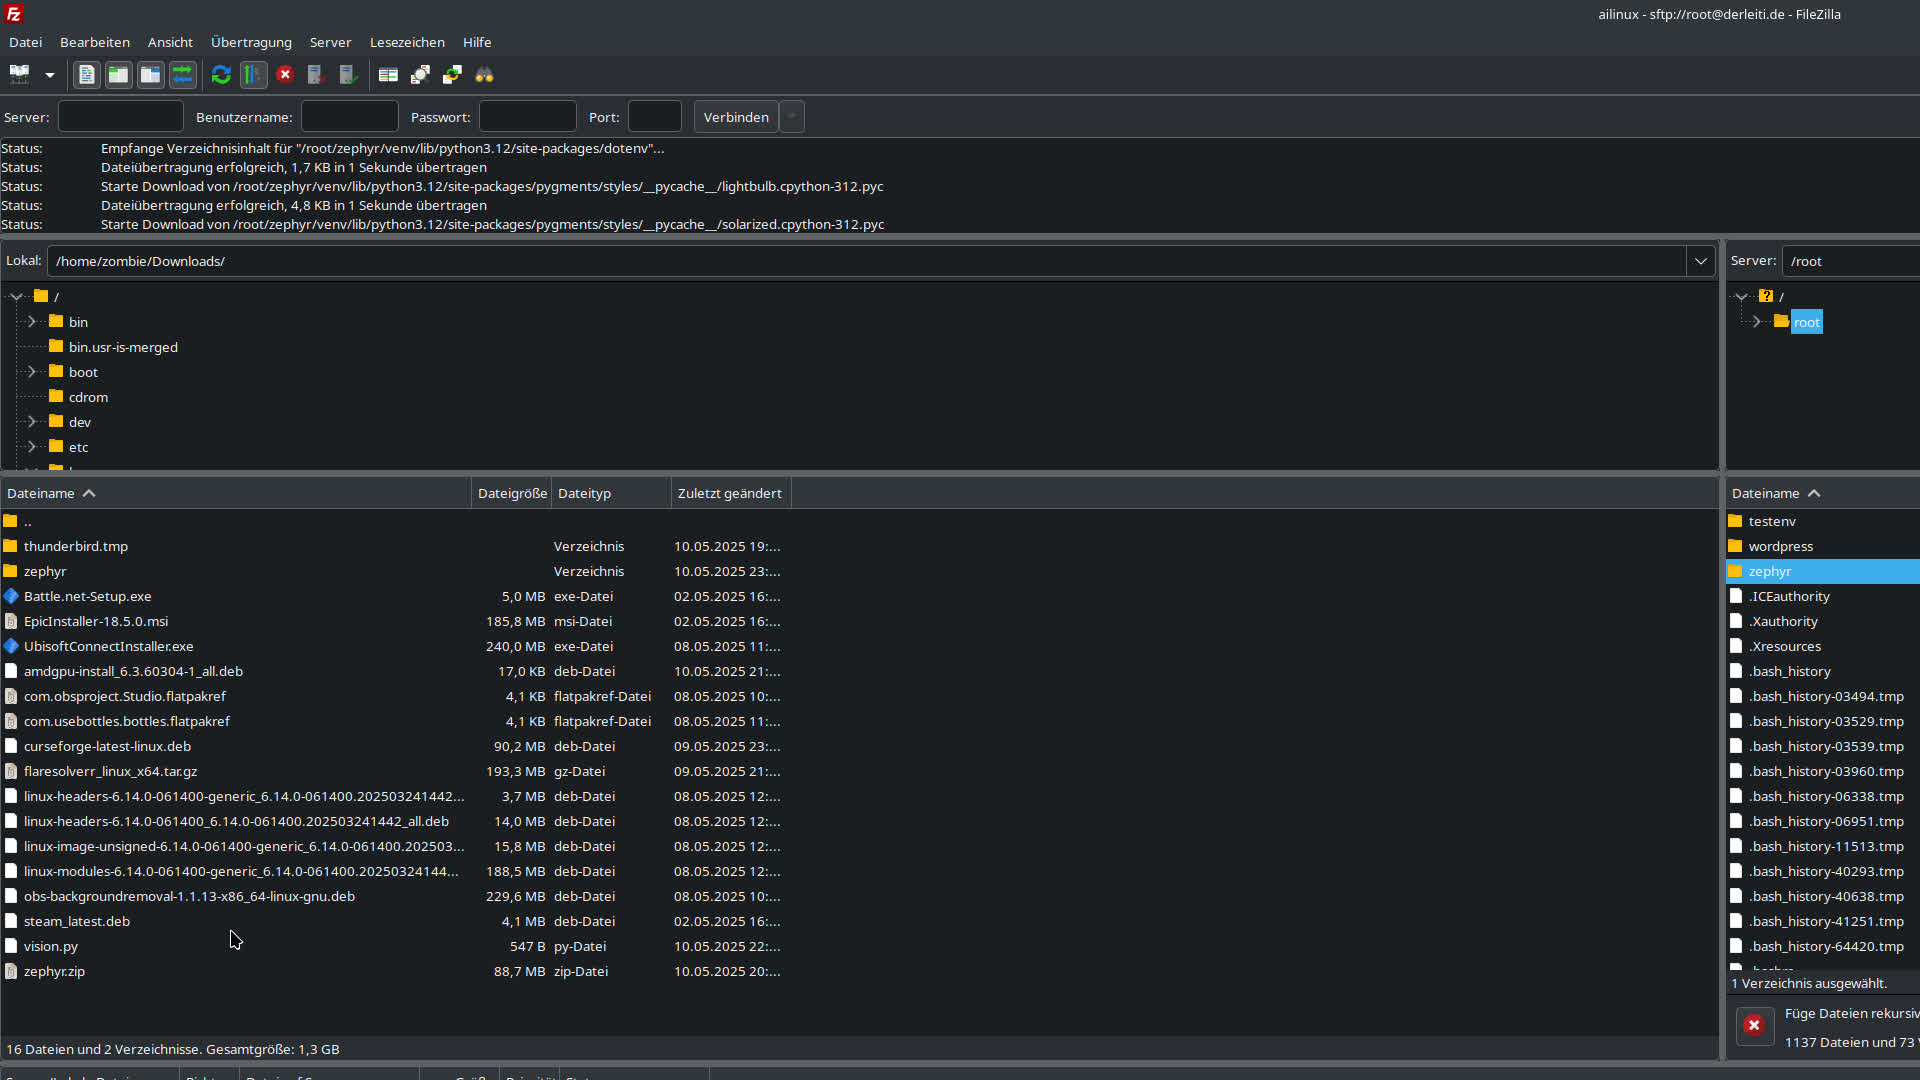 ailinux - sftp://root@derleiti.de - FileZilla
Datei Bearbeiten Ansicht Übertragung Server Lesezeichen Hilfe
Server: Benutzername: Passwort: Port: Verbinden
Status: Empfange Verzeichnisinhalt für "/root/zephyr/venv/lib/python3.12/site-packages/dotenv"...
Status: Dateiübertragung erfolgreich, 1,7 KB in 1 Sekunde übertragen
Status: Starte Download von /root/zephyr/venv/lib/python3.12/site-packages/pygments/styles/__pycache__/lightbulb.cpython-312.pyc
Status: Dateiübertragung erfolgreich, 4,8 KB in 1 Sekunde übertragen
Status: Starte Download von /root/zephyr/venv/lib/python3.12/site-packages/pygments/styles/__pycache__/solarized.cpython-312.pyc
Lokal: /home/zombie/Downloads/
/
bin
bin.usr-is-merged
boot
cdrom
dev
etc
Server: /root
/
root
Dateiname Dateigröße Dateityp Zuletzt geändert
..
thunderbird.tmp Verzeichnis 10.05.2025 19:...
zephyr Verzeichnis 10.05.2025 23:...
Battle.net-Setup.exe 5,0 MB exe-Datei 02.05.2025 16:...
EpicInstaller-18.5.0.msi 185,8 MB msi-Datei 02.05.2025 16:...
UbisoftConnectInstaller.exe 240,0 MB exe-Datei 08.05.2025 11:...
amdgpu-install_6.3.60304-1_all.deb 17,0 KB deb-Datei 10.05.2025 21:...
com.obsproject.Studio.flatpakref 4,1 KB flatpakref-Datei 08.05.2025 10:...
com.usebottles.bottles.flatpakref 4,1 KB flatpakref-Datei 08.05.2025 11:...
curseforge-latest-linux.deb 90,2 MB deb-Datei 09.05.2025 23:...
flaresolverr_linux_x64.tar.gz 193,3 MB gz-Datei 09.05.2025 21:...
linux-headers-6.14.0-061400-generic_6.14.0-061400.202503241442... 3,7 MB deb-Datei 08.05.2025 12:...
linux-headers-6.14.0-061400_6.14.0-061400.202503241442_all.deb 14,0 MB deb-Datei 08.05.2025 12:...
linux-image-unsigned-6.14.0-061400-generic_6.14.0-061400.202503... 15,8 MB deb-Datei 08.05.2025 12:...
linux-modules-6.14.0-061400-generic_6.14.0-061400.20250324144... 188,5 MB deb-Datei 08.05.2025 12:...
obs-backgroundremoval-1.1.13-x86_64-linux-gnu.deb 229,6 MB deb-Datei 08.05.2025 10:...
steam_latest.deb 4,1 MB deb-Datei 02.05.2025 16:...
vision.py 547 B py-Datei 10.05.2025 22:...
zephyr.zip 88,7 MB zip-Datei 10.05.2025 20:...
16 Dateien und 2 Verzeichnisse. Gesamtgröße: 1,3 GB
Dateiname
testenv
wordpress
zephyr
.ICEauthority
.Xauthority
.Xresources
.bash_history
.bash_history-03494.tmp
.bash_history-03529.tmp
.bash_history-03539.tmp
.bash_history-03960.tmp
.bash_history-06338.tmp
.bash_history-06951.tmp
.bash_history-11513.tmp
.bash_history-40293.tmp
.bash_history-40638.tmp
.bash_history-41251.tmp
.bash_history-64420.tmp
1 Verzeichnis ausgewählt.
Füge Dateien rekursiv
1137 Dateien und 73